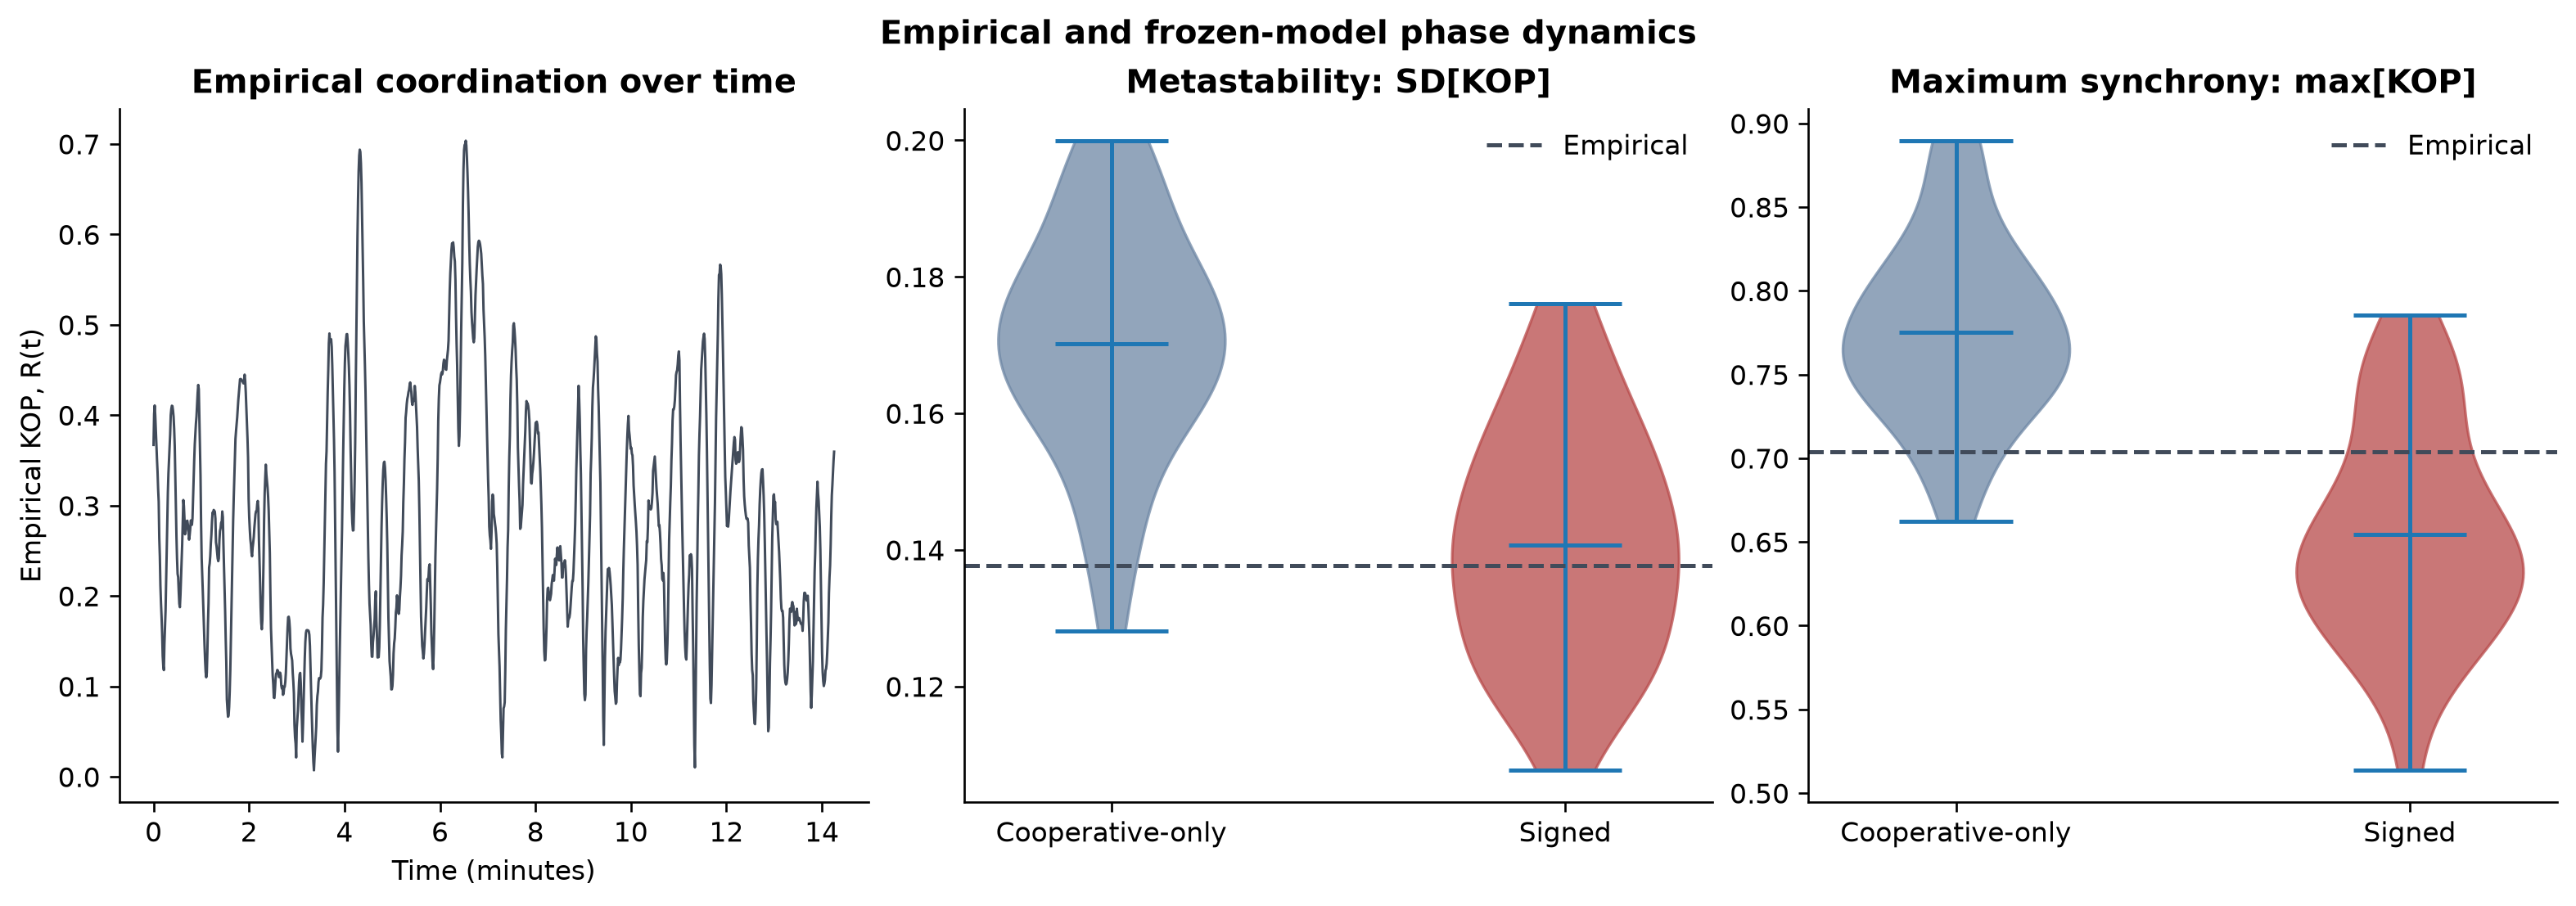 Empirical and frozen-model phase dynamics
Empirical coordination over time
Empirical KOP, R(t)
0.7
0.6
0.5
0.4
0.3
0.2
0.1
0.0
0 2 4 6 8 10 12 14
Time (minutes)
Metastability: SD[KOP]
Empirical
0.20
0.18
0.16
0.14
0.12
Cooperative-only Signed
Maximum synchrony: max[KOP]
Empirical
0.90
0.85
0.80
0.75
0.70
0.65
0.60
0.55
0.50
Cooperative-only Signed